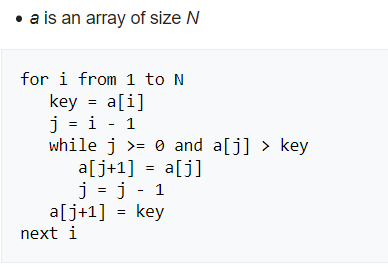 • a is an array of size N
for i from 1 to N
   key = a[i]
   j = i - 1
   while j >= 0 and a[j] > key
      a[j+1] = a[j]
      j = j - 1
   a[j+1] = key
next i